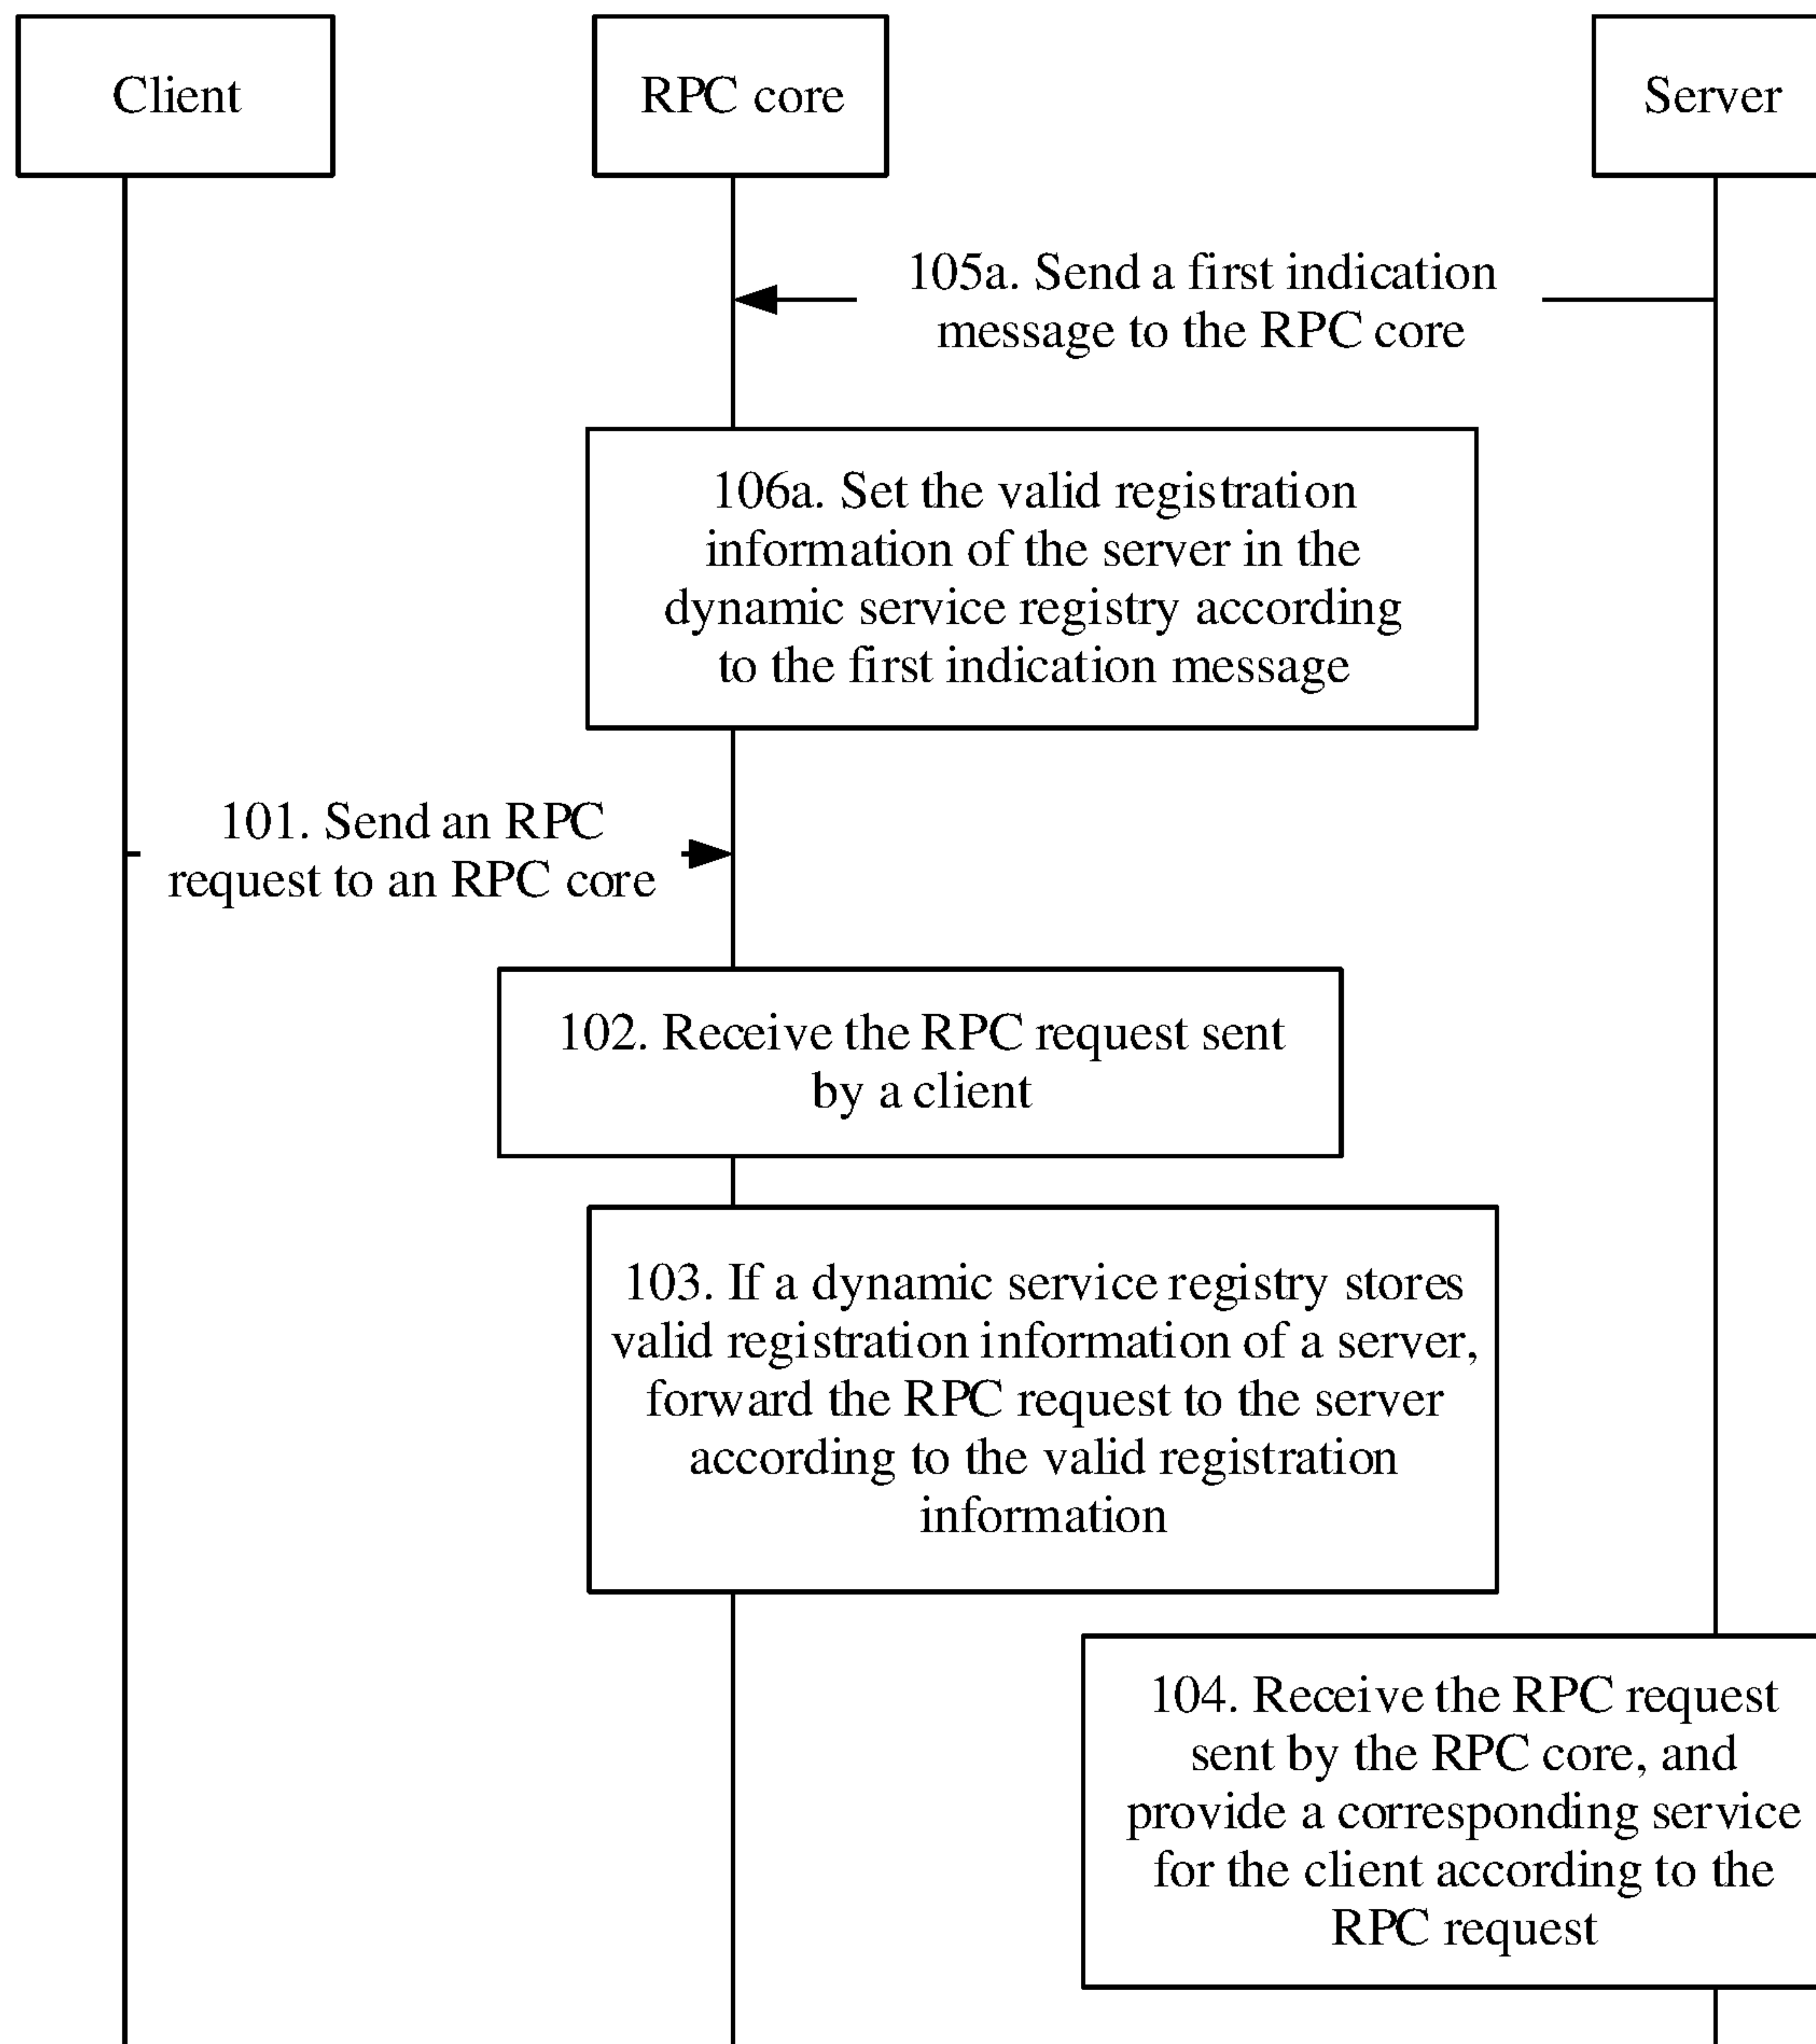 Client
RPC core
Server
105a. Send a first indication
message to the RPC core
106a. Set the valid registration
information of the server in the
dynamic service registry according
to the first indication message
101. Send an RPC
request to an RPC core
102. Receive the RPC request sent
by a client
103. If a dynamic service registry stores
valid registration information of a server,
forward the RPC request to the server
according to the valid registration
information
104. Receive the RPC request
sent by the RPC core, and
provide a corresponding service
for the client according to the
RPC request